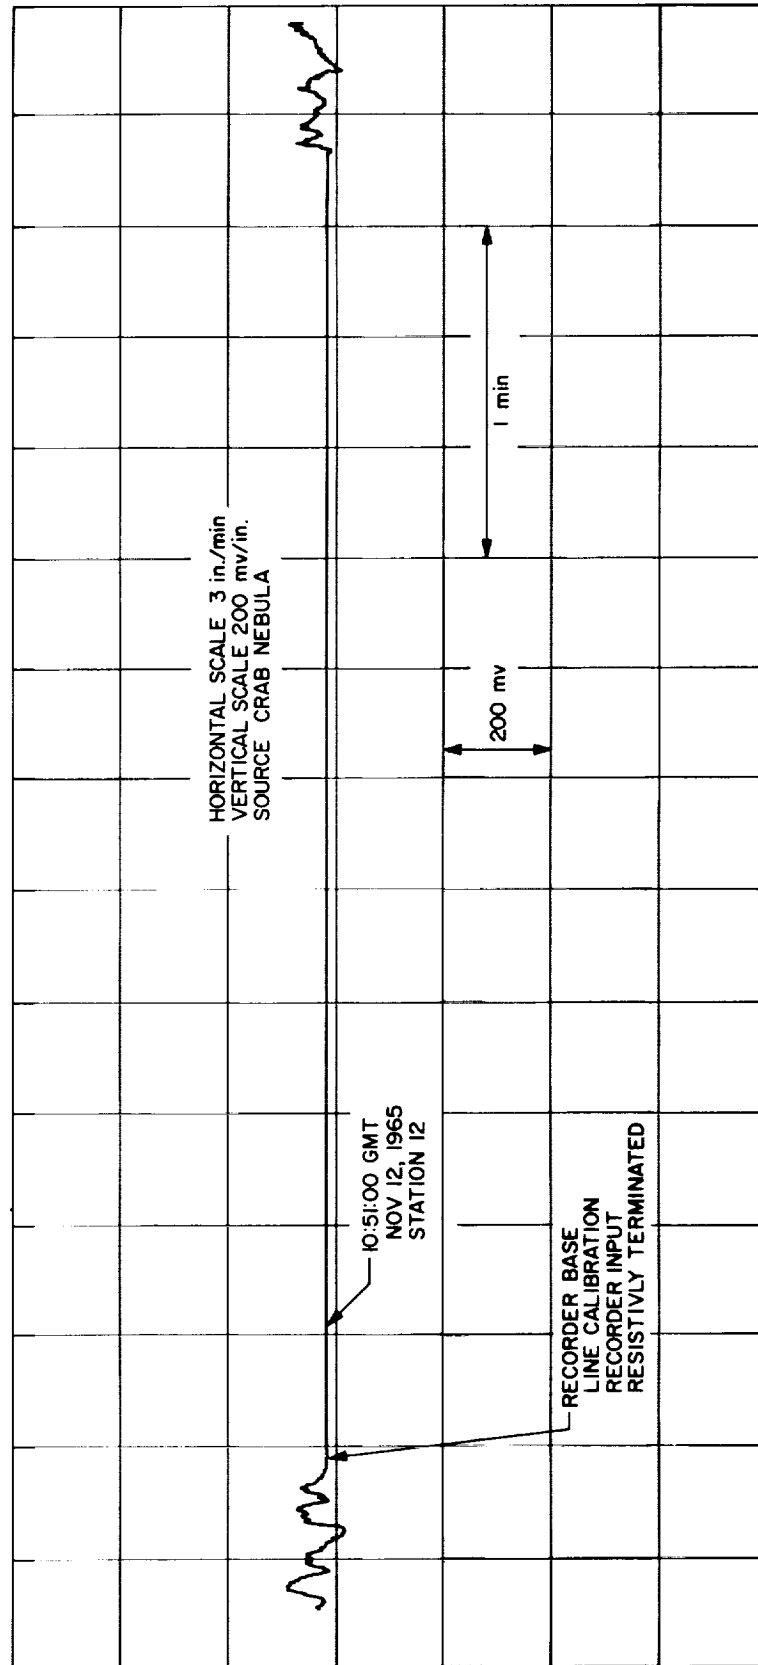 HORIZONTAL SCALE 3 in./min
VERTICAL SCALE 200 mv/in.
SOURCE CRAB NEBULA
1 min
200 mv
10:51:00 GMT
NOV 12, 1965
STATION 12
RECORDER BASE
LINE CALIBRATION
RECORDER INPUT
RESISTIVLY TERMINATED